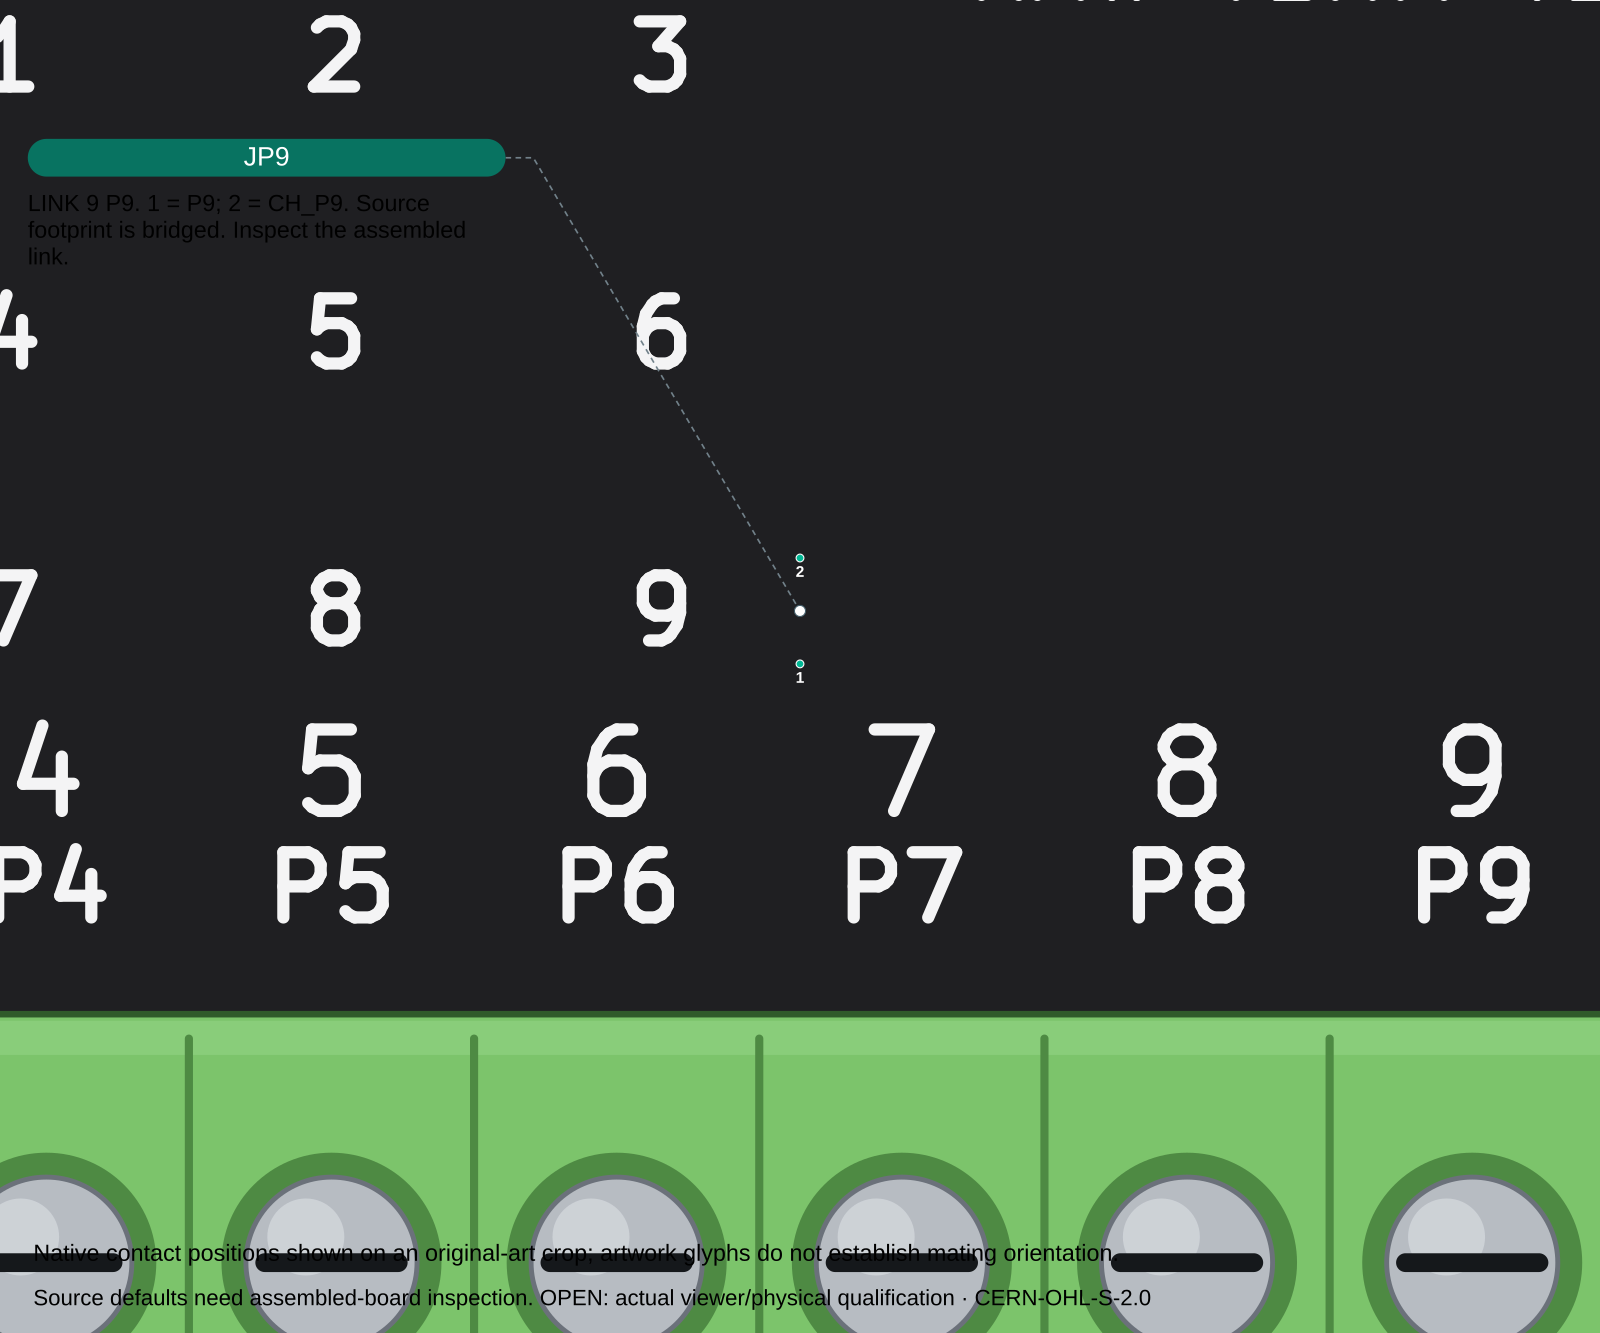 1 2 3
JP9
LINK 9 P9. 1 = P9; 2 = CH_P9. Source
footprint is bridged. Inspect the assembled
link.
4 5 6
2
7 8 9
1
4 5 6 7 8 9
P4 P5 P6 P7 P8 P9
Native contact positions shown on an original-art crop; artwork glyphs do not establish mating orientation.
Source defaults need assembled-board inspection. OPEN: actual viewer/physical qualification · CERN-OHL-S-2.0